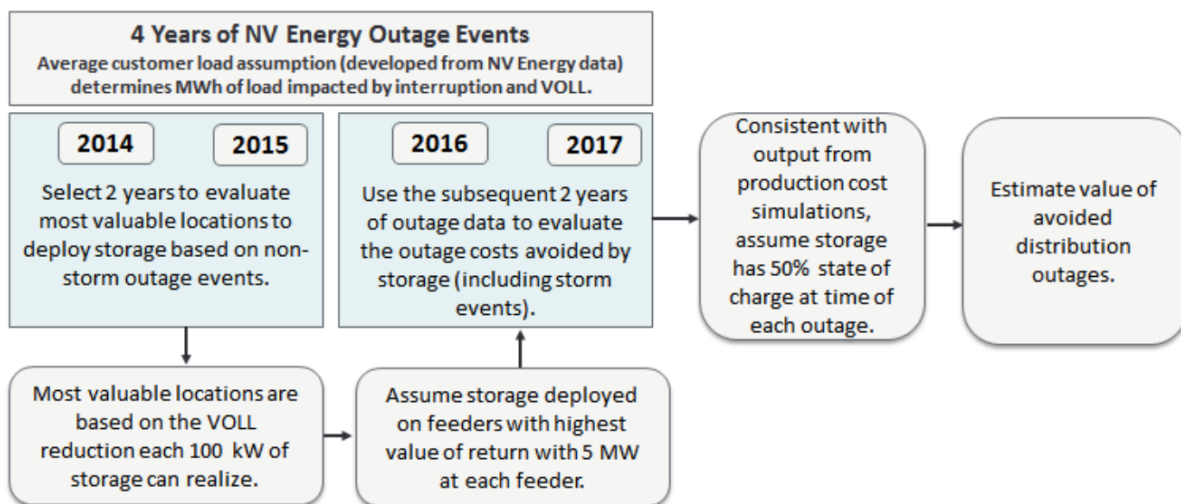 4 Years of NV Energy Outage Events
Average customer load assumption (developed from NV Energy data)
determines MWh of load impacted by interruption and VOLL.
2014
2015
Select 2 years to evaluate
most valuable locations to
deploy storage based on non-
storm outage events.
2016
2017
Use the subsequent 2 years
of outage data to evaluate
the outage costs avoided by
storage (including storm
events).
Consistent with
output from
production cost
simulations,
assume storage
has 50% state of
charge at time of
each outage.
Estimate value of
avoided
distribution
outages.
Most valuable locations are
based on the VOLL
reduction each 100 kW of
storage can realize.
Assume storage deployed
on feeders with highest
value of return with 5 MW
at each feeder.